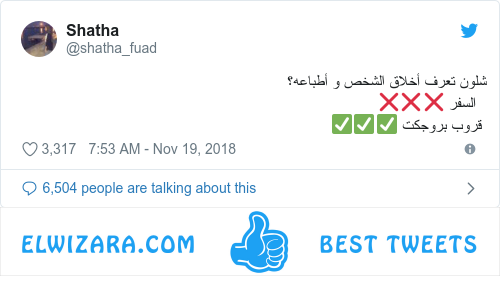 Shatha
@shatha_fuad
شلون تعرف أخلاق الشخص و أطباعه؟
السفر ❌❌❌
قروب بروجكت ✅✅✅
3,317 7:53 AM - Nov 19, 2018
6,504 people are talking about this
ELWIZARA.COM BEST TWEETS